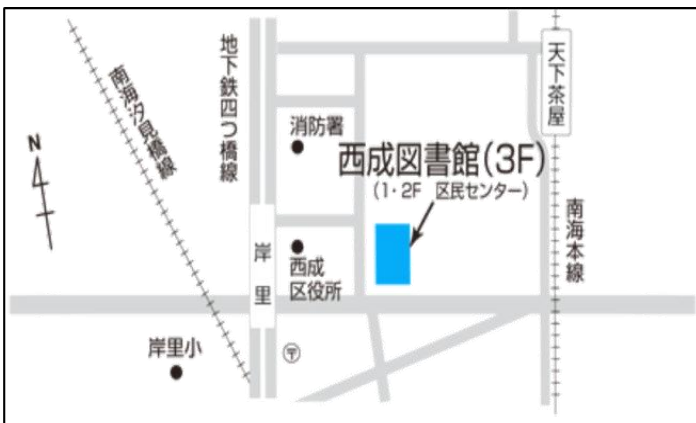 南海汐見橋線
地下鉄四つ橋線
天下茶屋
消防署
西成図書館(3F)
(1・2F 区民センター)
N
南海本線
岸里
西成
区役所
岸里小
〒